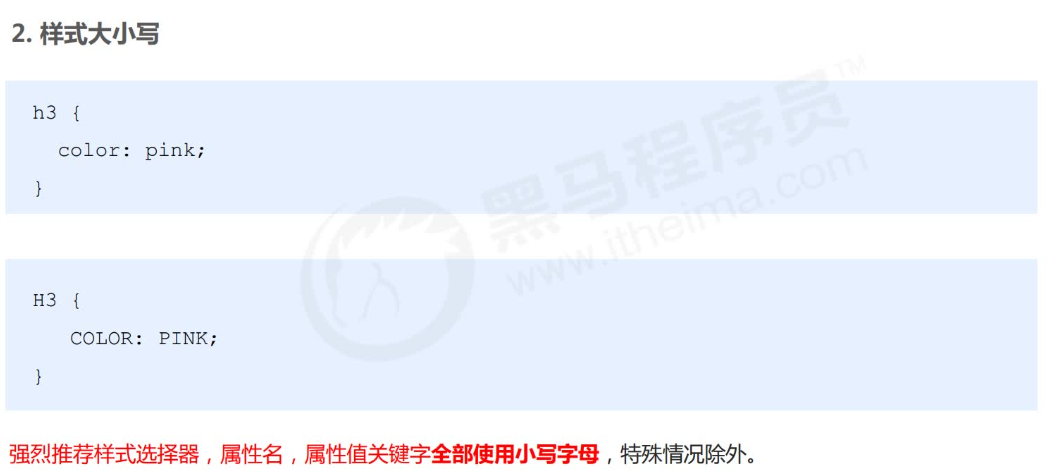 2. 样式大小写
h3 {
color: pink;
}
黑马程序员TM
www.itheima.com
H3 {
COLOR: PINK;
}
强烈推荐样式选择器，属性名，属性值关键字全部使用小写字母，特殊情况除外。